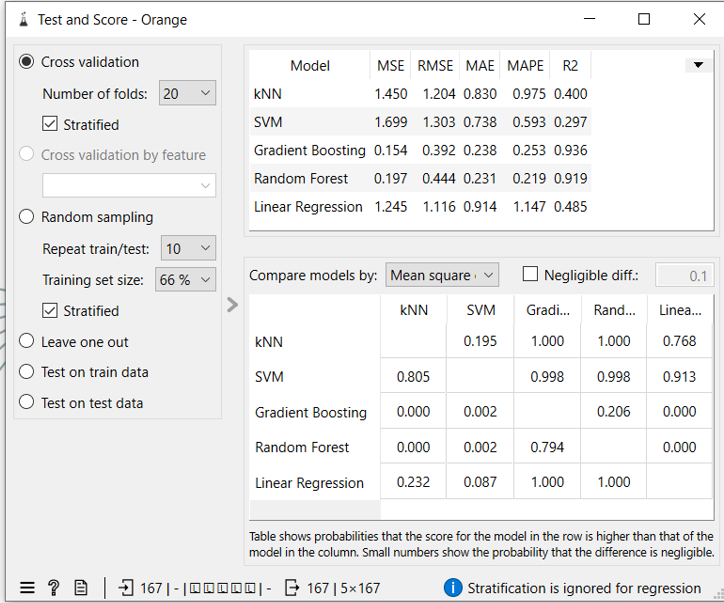 Test and Score - Orange
Cross validation
Number of folds: 20
Stratified
Cross validation by feature
Random sampling
Repeat train/test: 10
Training set size: 66 %
Stratified
Leave one out
Test on train data
Test on test data
Model MSE RMSE MAE MAPE R2
kNN 1.450 1.204 0.830 0.975 0.400
SVM 1.699 1.303 0.738 0.593 0.297
Gradient Boosting 0.154 0.392 0.238 0.253 0.936
Random Forest 0.197 0.444 0.231 0.219 0.919
Linear Regression 1.245 1.116 0.914 1.147 0.485
Compare models by: Mean square Negligible diff.: 0.1
kNN SVM Gradi... Rand... Linea...
kNN 0.195 1.000 1.000 0.768
SVM 0.805 0.998 0.998 0.913
Gradient Boosting 0.000 0.002 0.206 0.000
Random Forest 0.000 0.002 0.794 0.000
Linear Regression 0.232 0.087 1.000 1.000
Table shows probabilities that the score for the model in the row is higher than that of the
model in the column. Small numbers show the probability that the difference is negligible.
167 | - | - 167 | 5×167 Stratification is ignored for regression